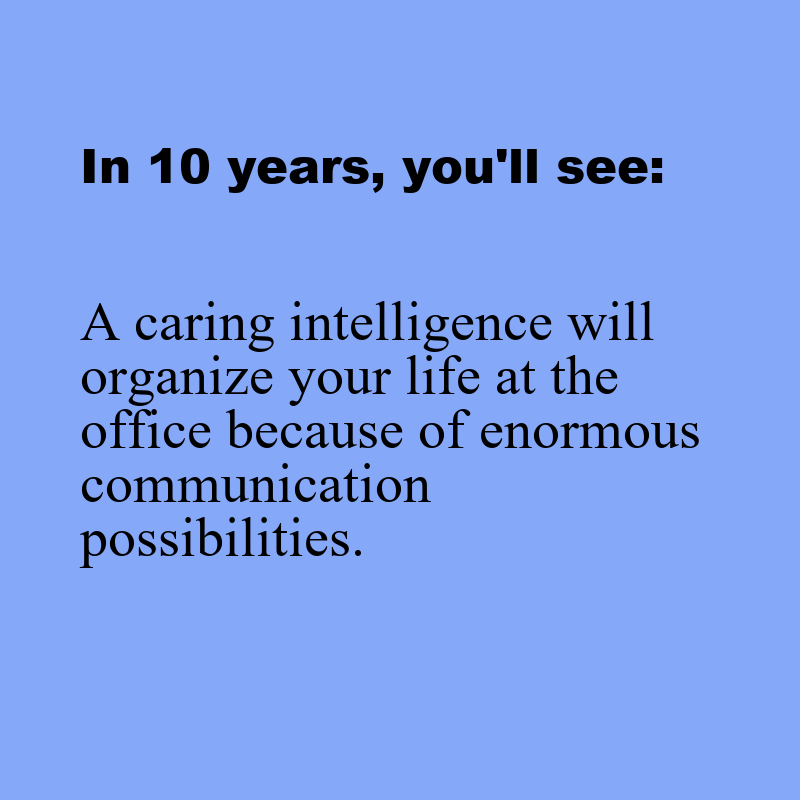 In 10 years, you'll see:
A caring intelligence will
organize your life at the
office because of enormous
communication
possibilities.